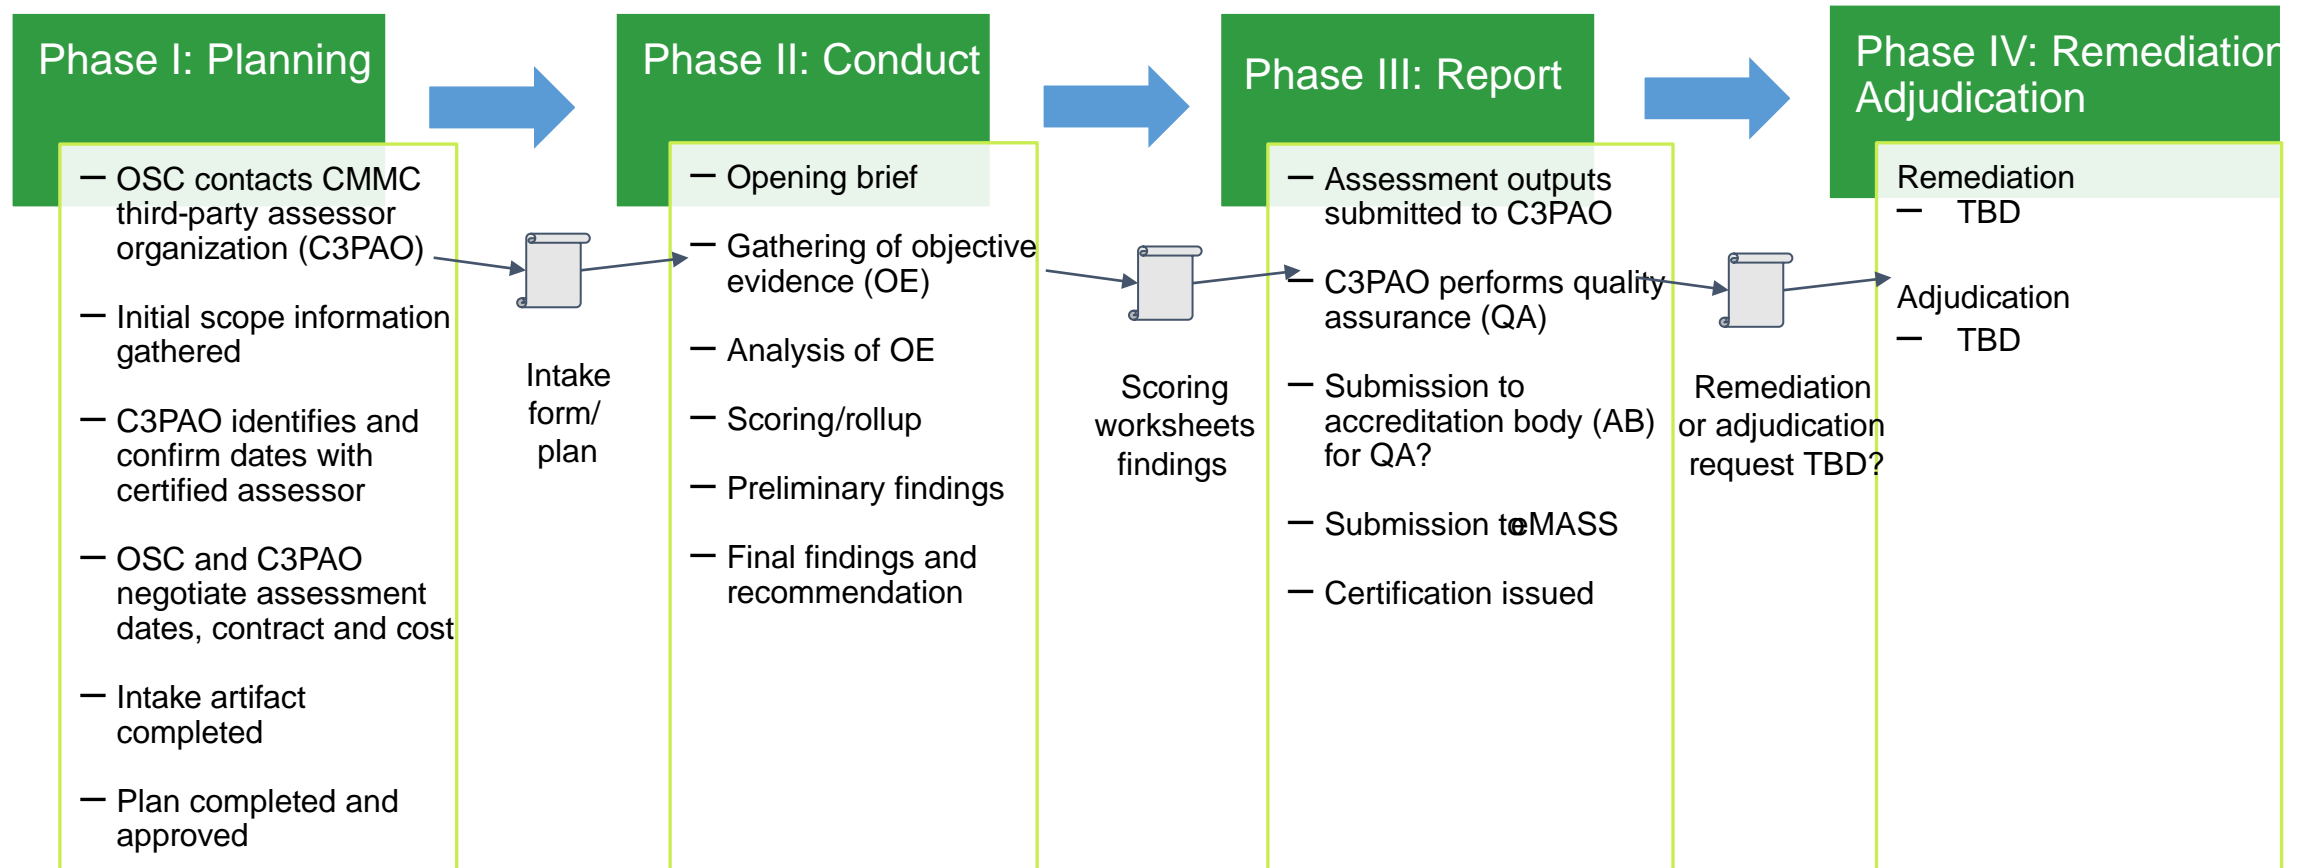 Phase I: Planning
— OSC contacts CMMC
third-party assessor
organization (C3PAO)
— Initial scope information
gathered
— C3PAO identifies and
confirm dates with
certified assessor
— OSC and C3PAO
negotiate assessment
dates, contract and cost
— Intake artifact
completed
— Plan completed and
approved
Intake
form/
plan
Phase II: Conduct
— Opening brief
— Gathering of objective
evidence (OE)
— Analysis of OE
— Scoring/rollup
— Preliminary findings
— Final findings and
recommendation
Scoring
worksheets
findings
Phase III: Report
— Assessment outputs
submitted to C3PAO
— C3PAO performs quality
assurance (QA)
— Submission to
accreditation body (AB)
for QA?
— Submission to eMASS
— Certification issued
Remediation
or adjudication
request TBD?
Phase IV: Remediation
Adjudication
Remediation
— TBD
Adjudication
— TBD